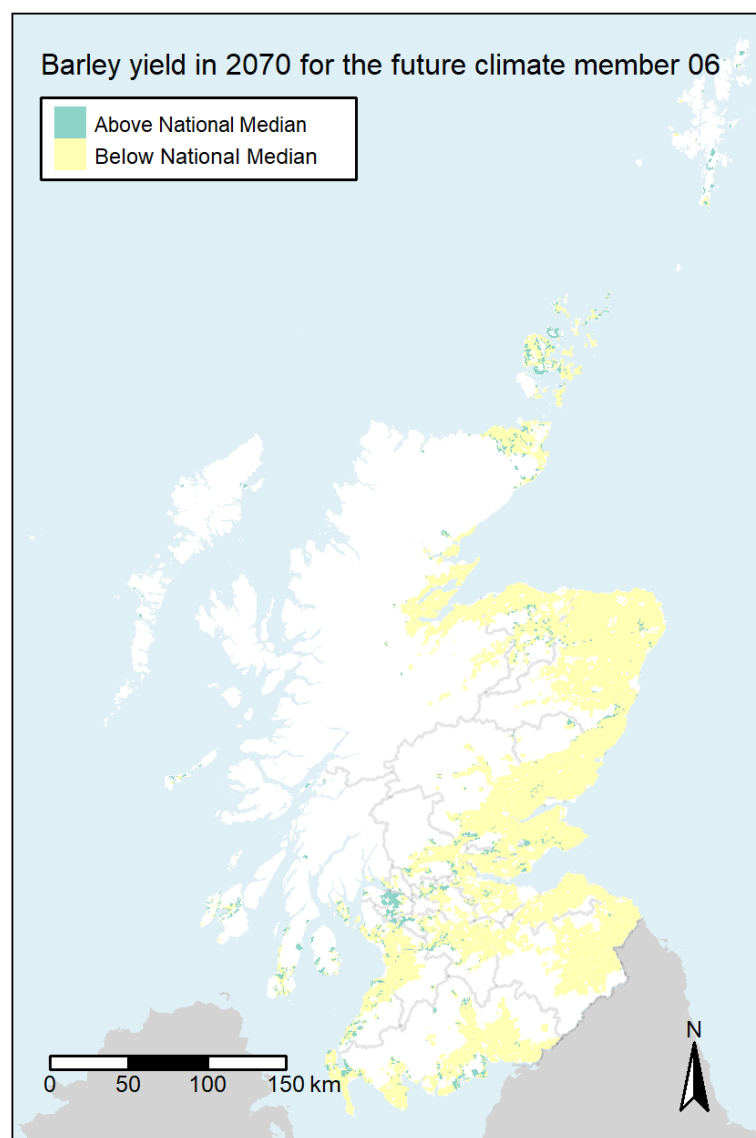 Barley yield in 2070 for the future climate member 06
Above National Median
Below National Median
N
0 50 100 150 km